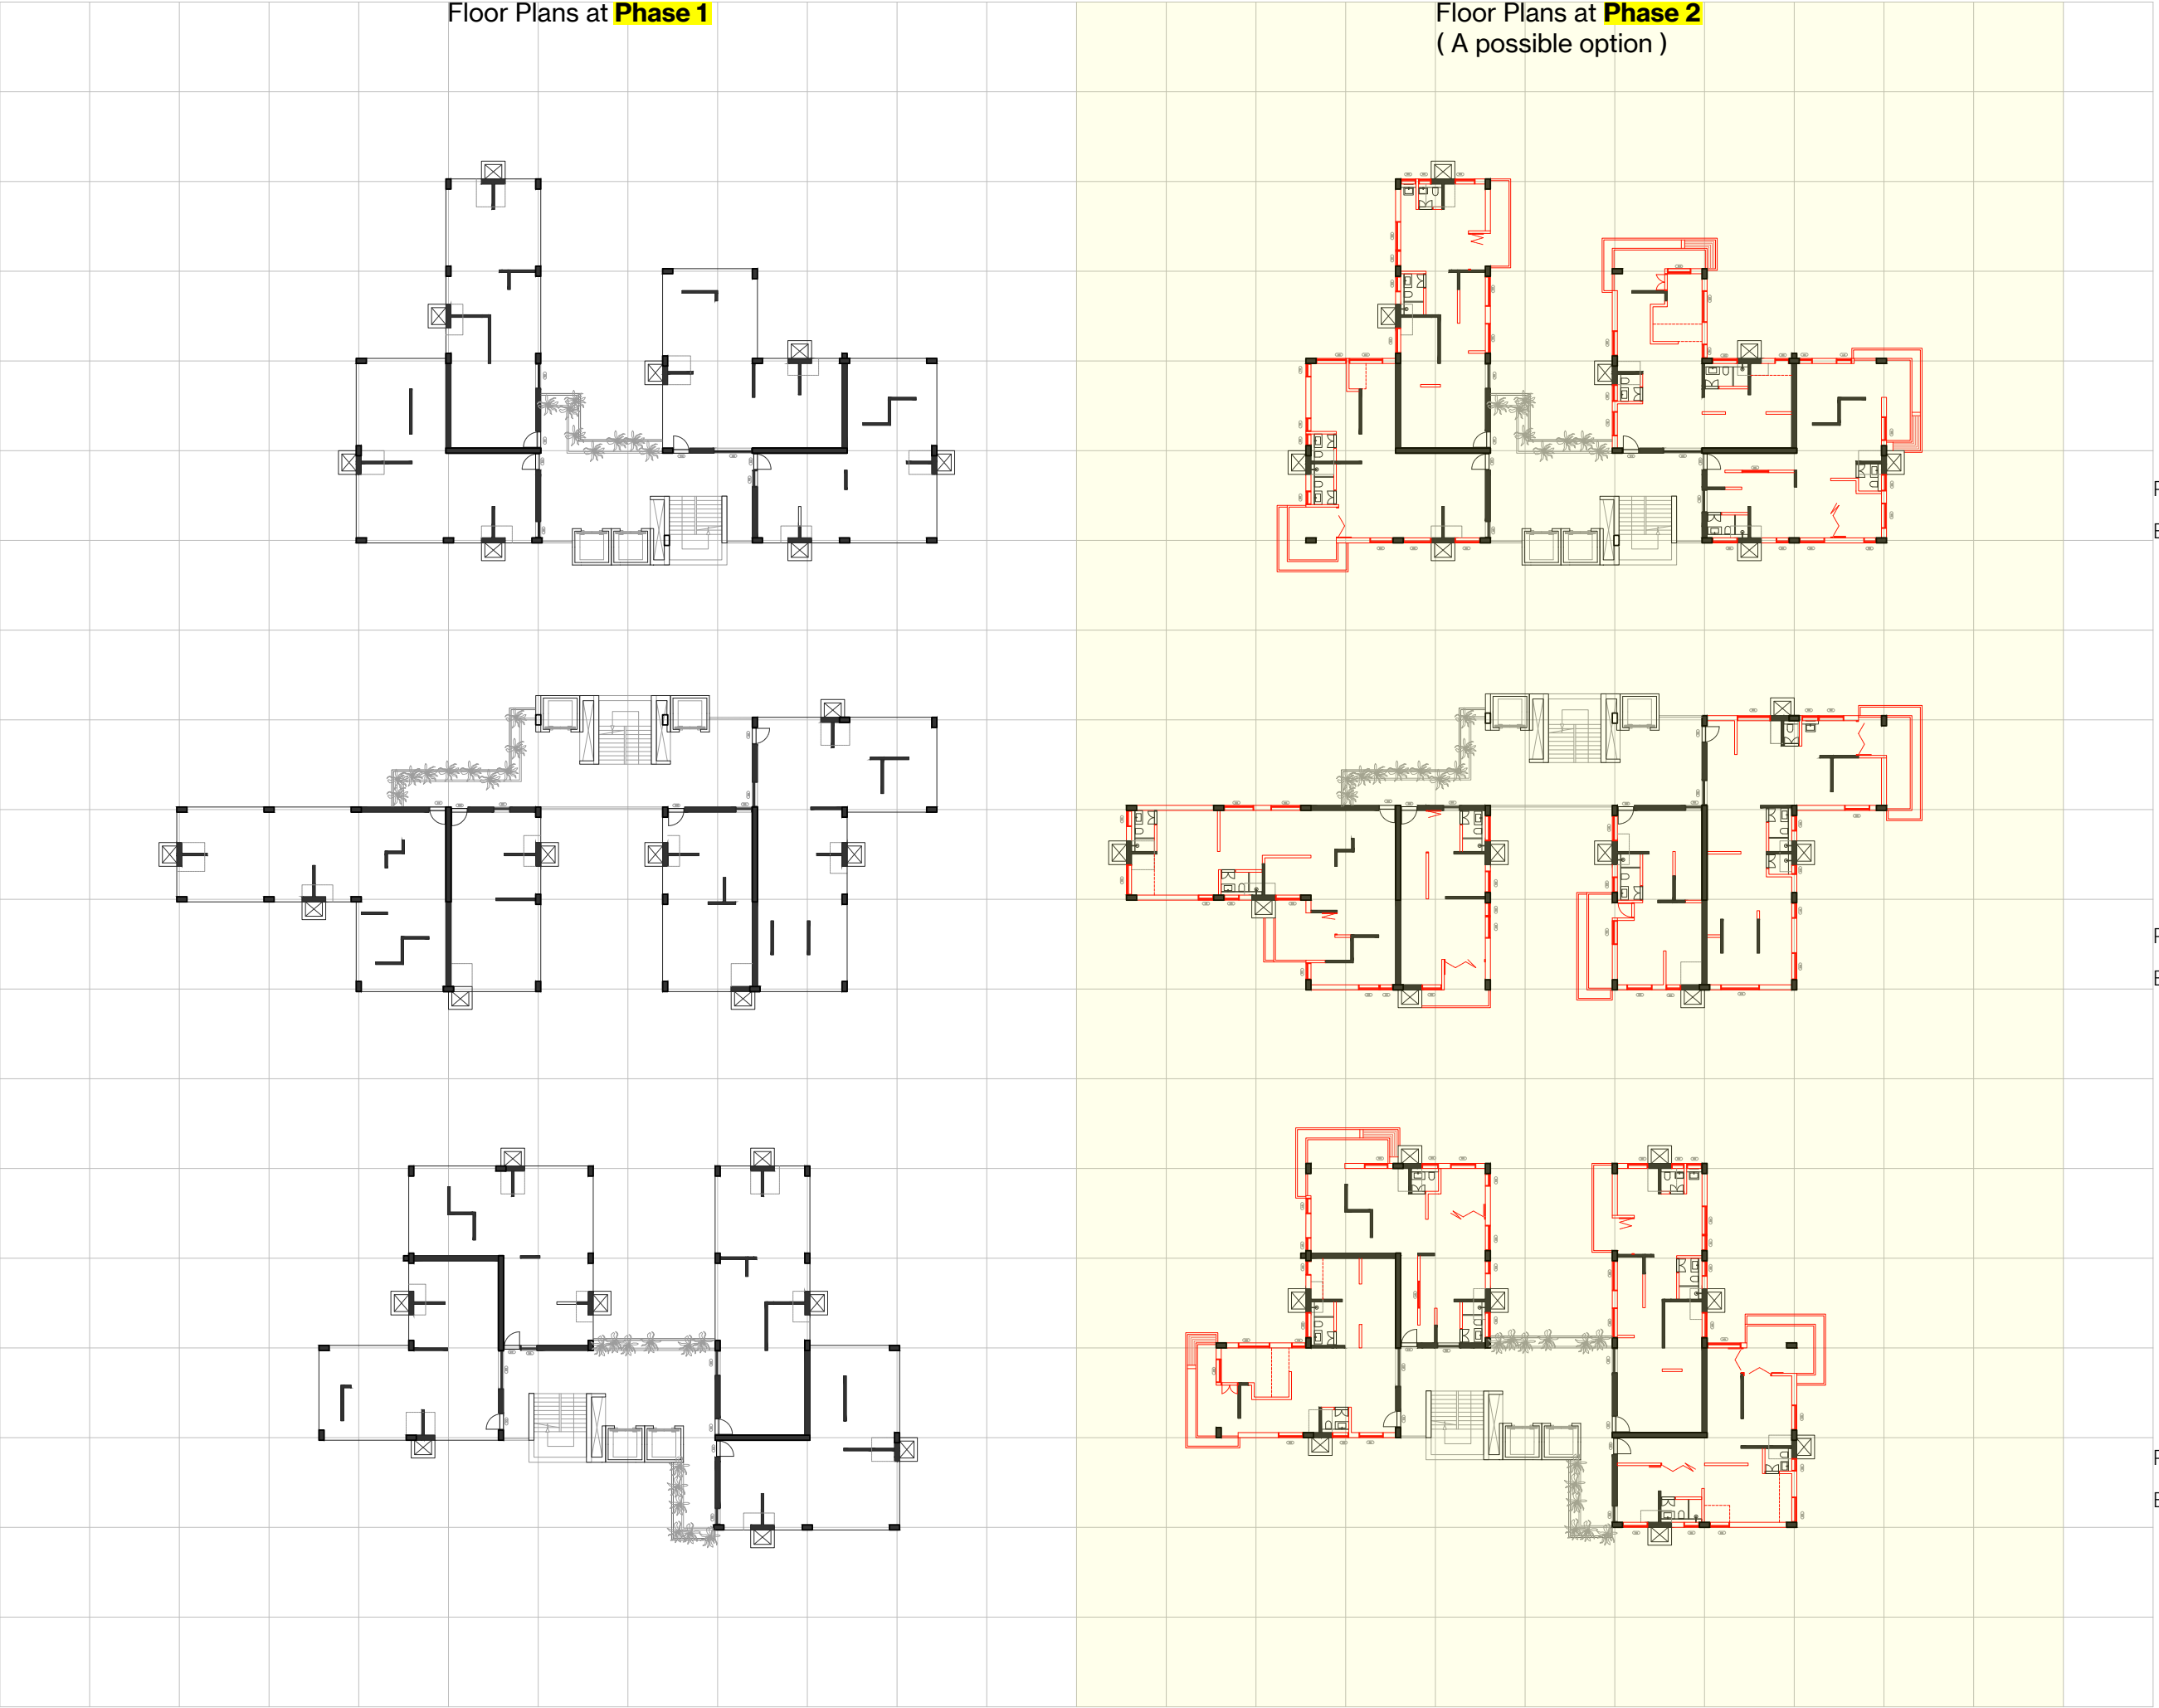 Floor Plans at Phase 1
Floor Plans at Phase 2
( A possible option )